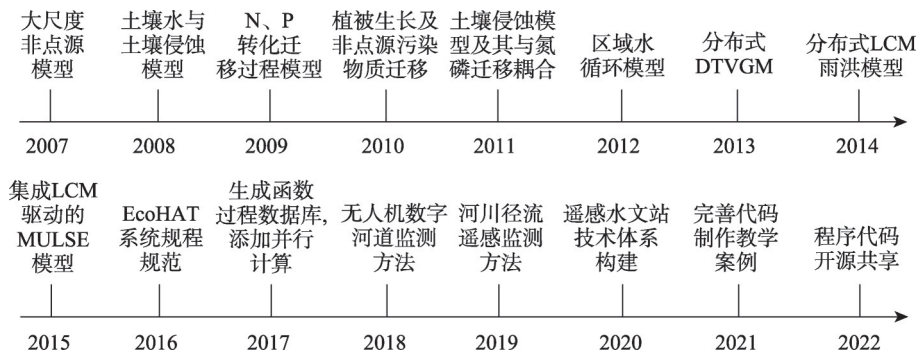 大尺度
非点源
模型
土壤水与
土壤侵蚀
模型
N、P
转化迁
移过程模型
植被生长及
非点源污染
物质迁移
土壤侵蚀模
型及其与氮
磷迁移耦合
区域水
循环模型
分布式
DTVGM
分布式LCM
雨洪模型
2007 2008 2009 2010 2011 2012 2013 2014
集成LCM
驱动的
MULSE
模型
EcoHAT
系统规程
规范
生成函数
过程数据库,
添加并行
计算
无人机数字
河道监测
方法
河川径流
遥感监测
方法
遥感水文站
技术体系
构建
完善代码
制作教学
案例
程序代码
开源共享
2015 2016 2017 2018 2019 2020 2021 2022